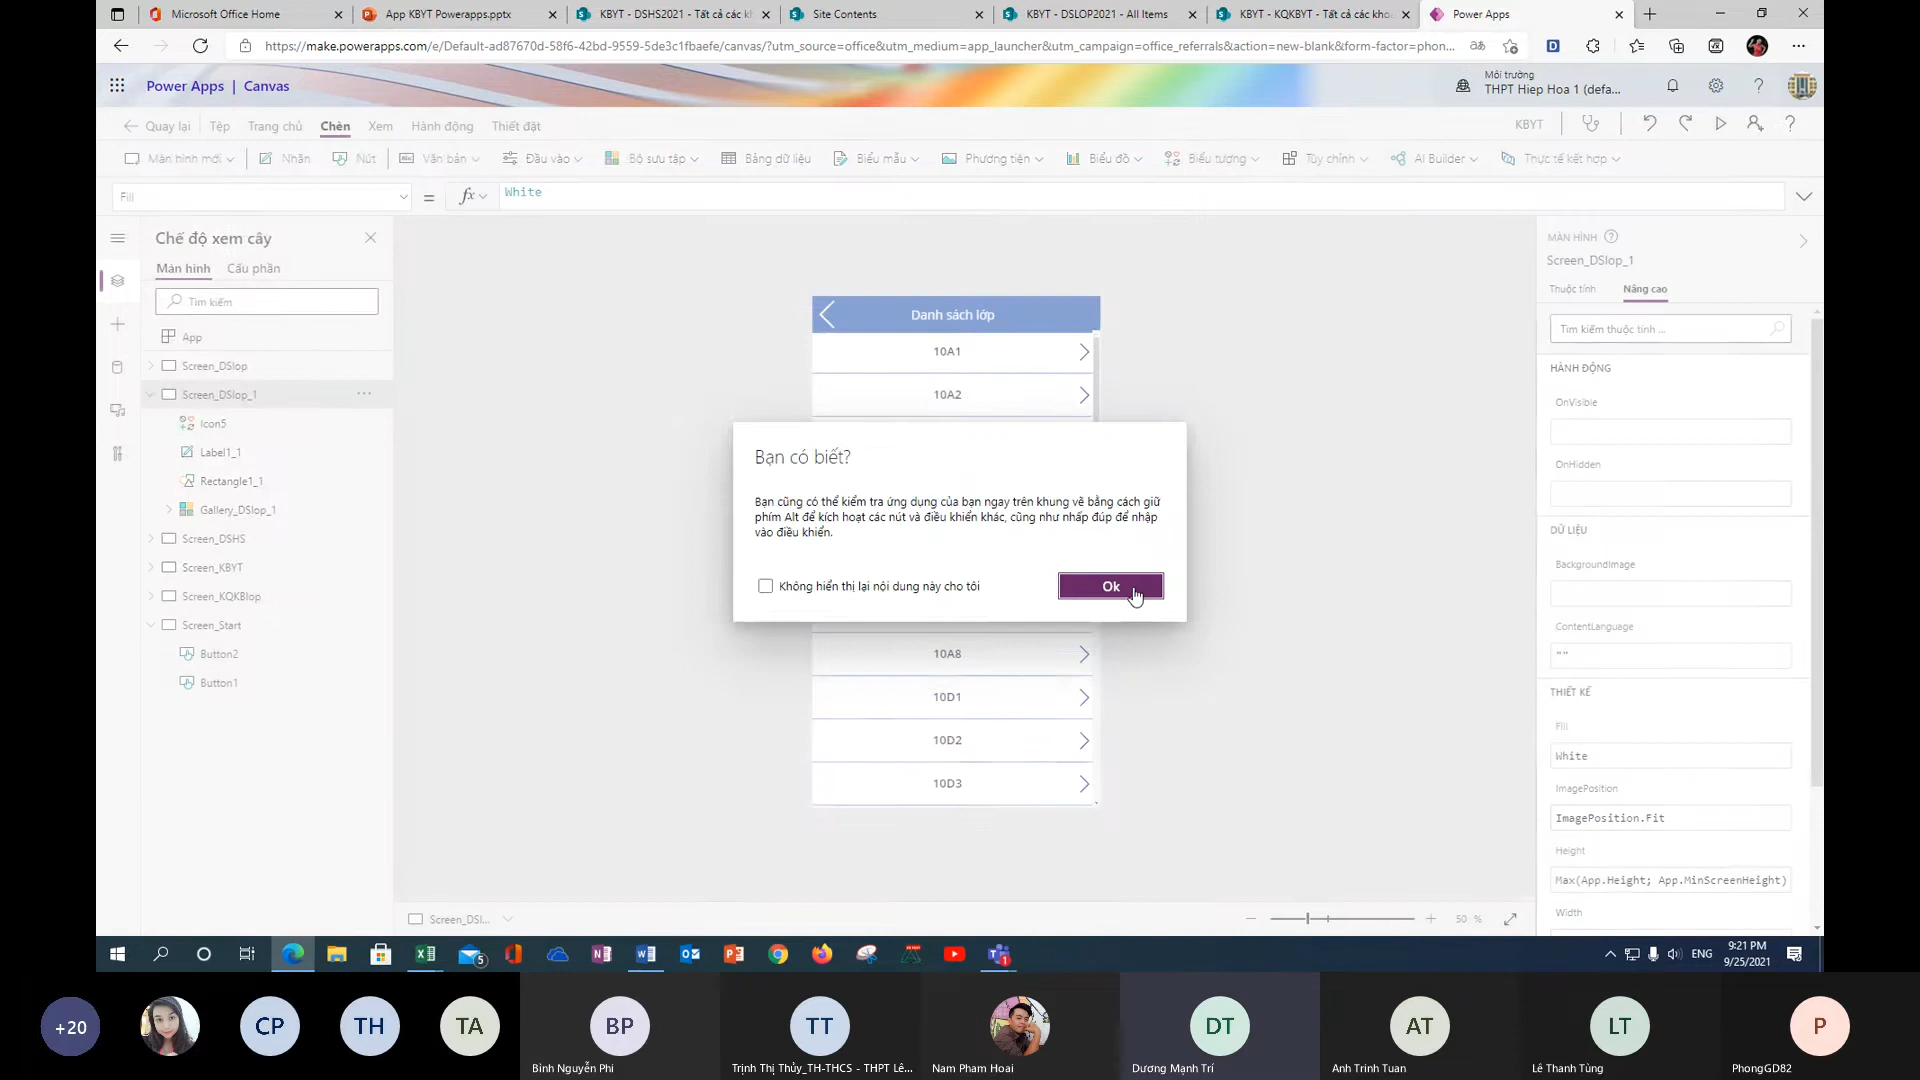 Microsoft Office Home
App KBYT Powerapps.pptx
KBYT - DSHS2021 - Tất cả các kh
Site Contents
KBYT - DSLOP2021 - All Items
KBYT - KQKBYT - Tất cả các kho
Power Apps
https://make.powerapps.com/e/Default-ad87670d-58f6-42bd-9559-5de3c1fbaefe/canvas/?utm_source=office&utm_medium=app_launcher&utm_campaign=office_referrals&action=new-blank&form-factor=phon...
Power Apps | Canvas
Môi trường
THPT Hiep Hoa 1 (defa...
Quay lại
Tệp
Trang chủ
Chèn
Xem
Hành động
Thiết đặt
KBYT
Màn hình mới
Nhãn
Nút
Văn bản
Đầu vào
Bộ sưu tập
Bảng dữ liệu
Biểu mẫu
Phương tiện
Biểu đồ
Biểu tượng
Tùy chỉnh
AI Builder
Thực tế kết hợp
Fill
=
fx
White
Chế độ xem cây
Màn hình
Cấu phần
Tìm kiếm
App
Screen_DSlop
Screen_DSlop_1
Icon5
Label1_1
Rectangle1_1
Gallery_DSlop_1
Screen_DSHS
Screen_KBYT
Screen_KQKBlop
Screen_Start
Button2
Button1
Danh sách lớp
10A1
10A2
Bạn có biết?
Bạn cũng có thể kiểm tra ứng dụng của bạn ngay trên khung vẽ bằng cách giữ
phím Alt để kích hoạt các nút và điều khiển khác, cũng như nhấp đúp để nhập
vào điều khiển.
Không hiển thị lại nội dung này cho tôi
Ok
10A8
10D1
10D2
10D3
MÀN HÌNH
Screen_DSlop_1
Thuộc tính
Nâng cao
Tìm kiếm thuộc tính ...
HÀNH ĐỘNG
OnVisible
OnHidden
DỮ LIỆU
BackgroundImage
ContentLanguage
""
THIẾT KẾ
Fill
White
ImagePosition
ImagePosition.Fit
Height
Max(App.Height; App.MinScreenHeight)
Width
Screen_DSl...
50 %
5
1
ENG
9:21 PM
9/25/2021
+20
CP
TH
TA
BP
Bình Nguyễn Phi
TT
Trịnh Thị Thủy_TH-THCS - THPT Lê...
Nam Pham Hoai
DT
Dương Mạnh Trí
AT
Anh Trinh Tuan
LT
Lê Thanh Tùng
P
PhongGD82